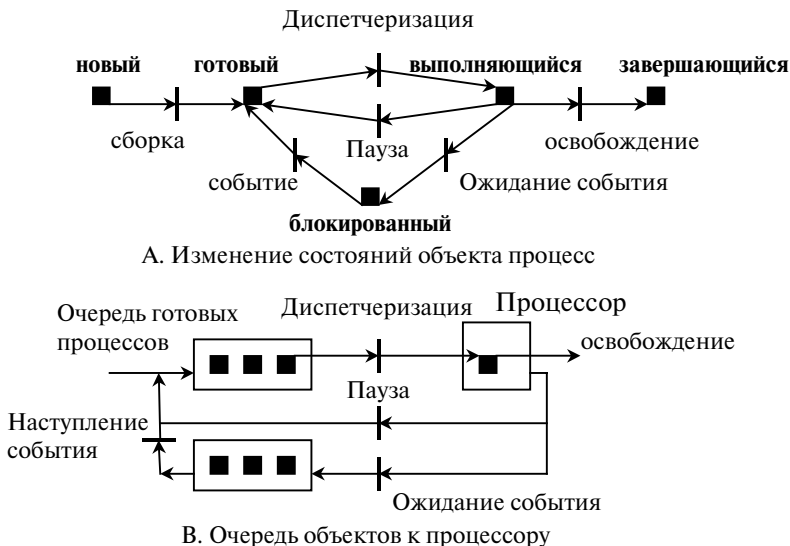 Диспетчеризация
новый
готовый
выполняющийся
завершающийся
сборка
Пауза
освобождение
событие
Ожидание события
блокированный
А. Изменение состояний объекта процесс
Очередь готовых
процессов
Диспетчеризация
Процессор
освобождение
Пауза
Наступление
события
Ожидание события
В. Очередь объектов к процессору